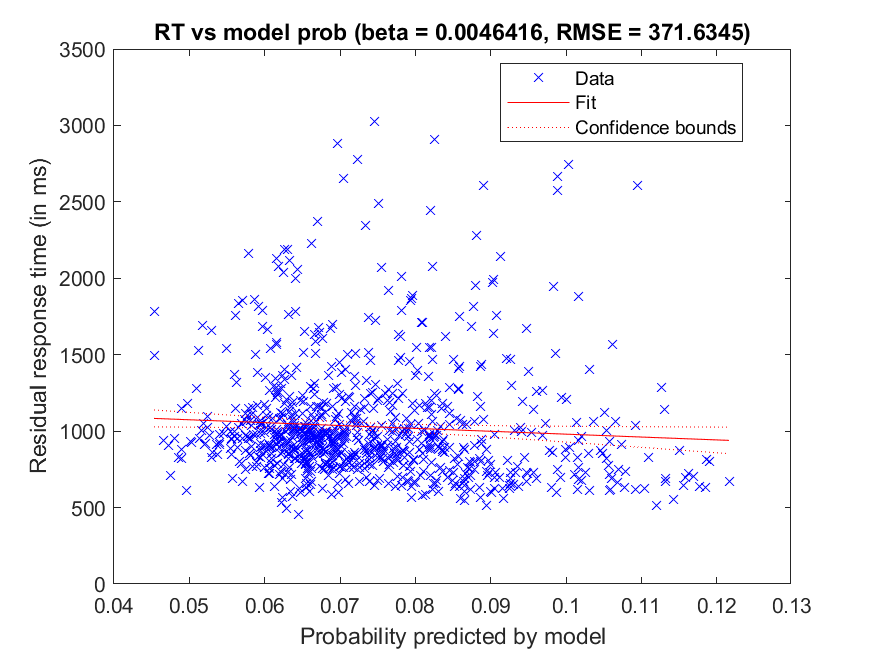 RT vs model prob (beta = 0.0046416, RMSE = 371.6345)
Data
Fit
Confidence bounds
Residual response time (in ms)
3500
3000
2500
2000
1500
1000
500
0
0.04 0.05 0.06 0.07 0.08 0.09 0.1 0.11 0.12 0.13
Probability predicted by model